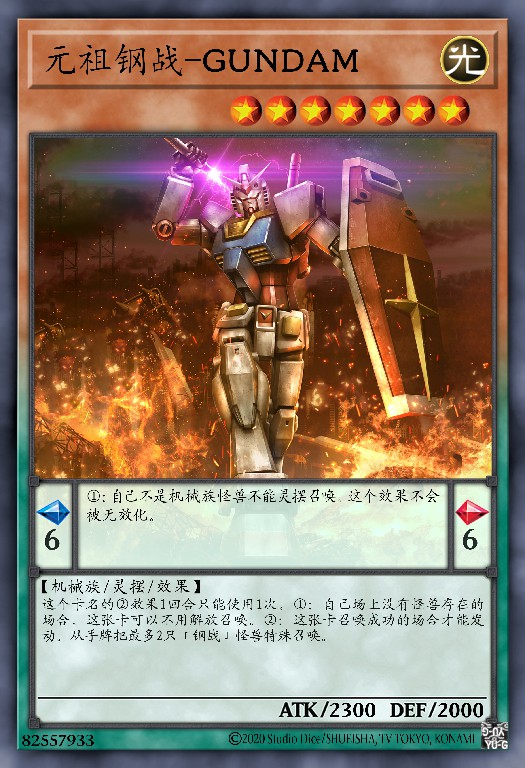 元祖钢战-GUNDAM
光
①:自己不是机械族怪兽不能灵摆召唤。这个效果不会
被无效化。
6
6
【机械族/灵摆/效果】
这个卡名的②效果1回合只能使用1次。①:自己场上没有怪兽存在的
场合,这张卡可以不用解放召唤。②:这张卡召唤成功的场合才能发
动。从手牌把最多2只「钢战」怪兽特殊召唤。
ATK/2300 DEF/2000
82557933
©2020 Studio Dice/SHUEISHA, TV TOKYO, KONAMI